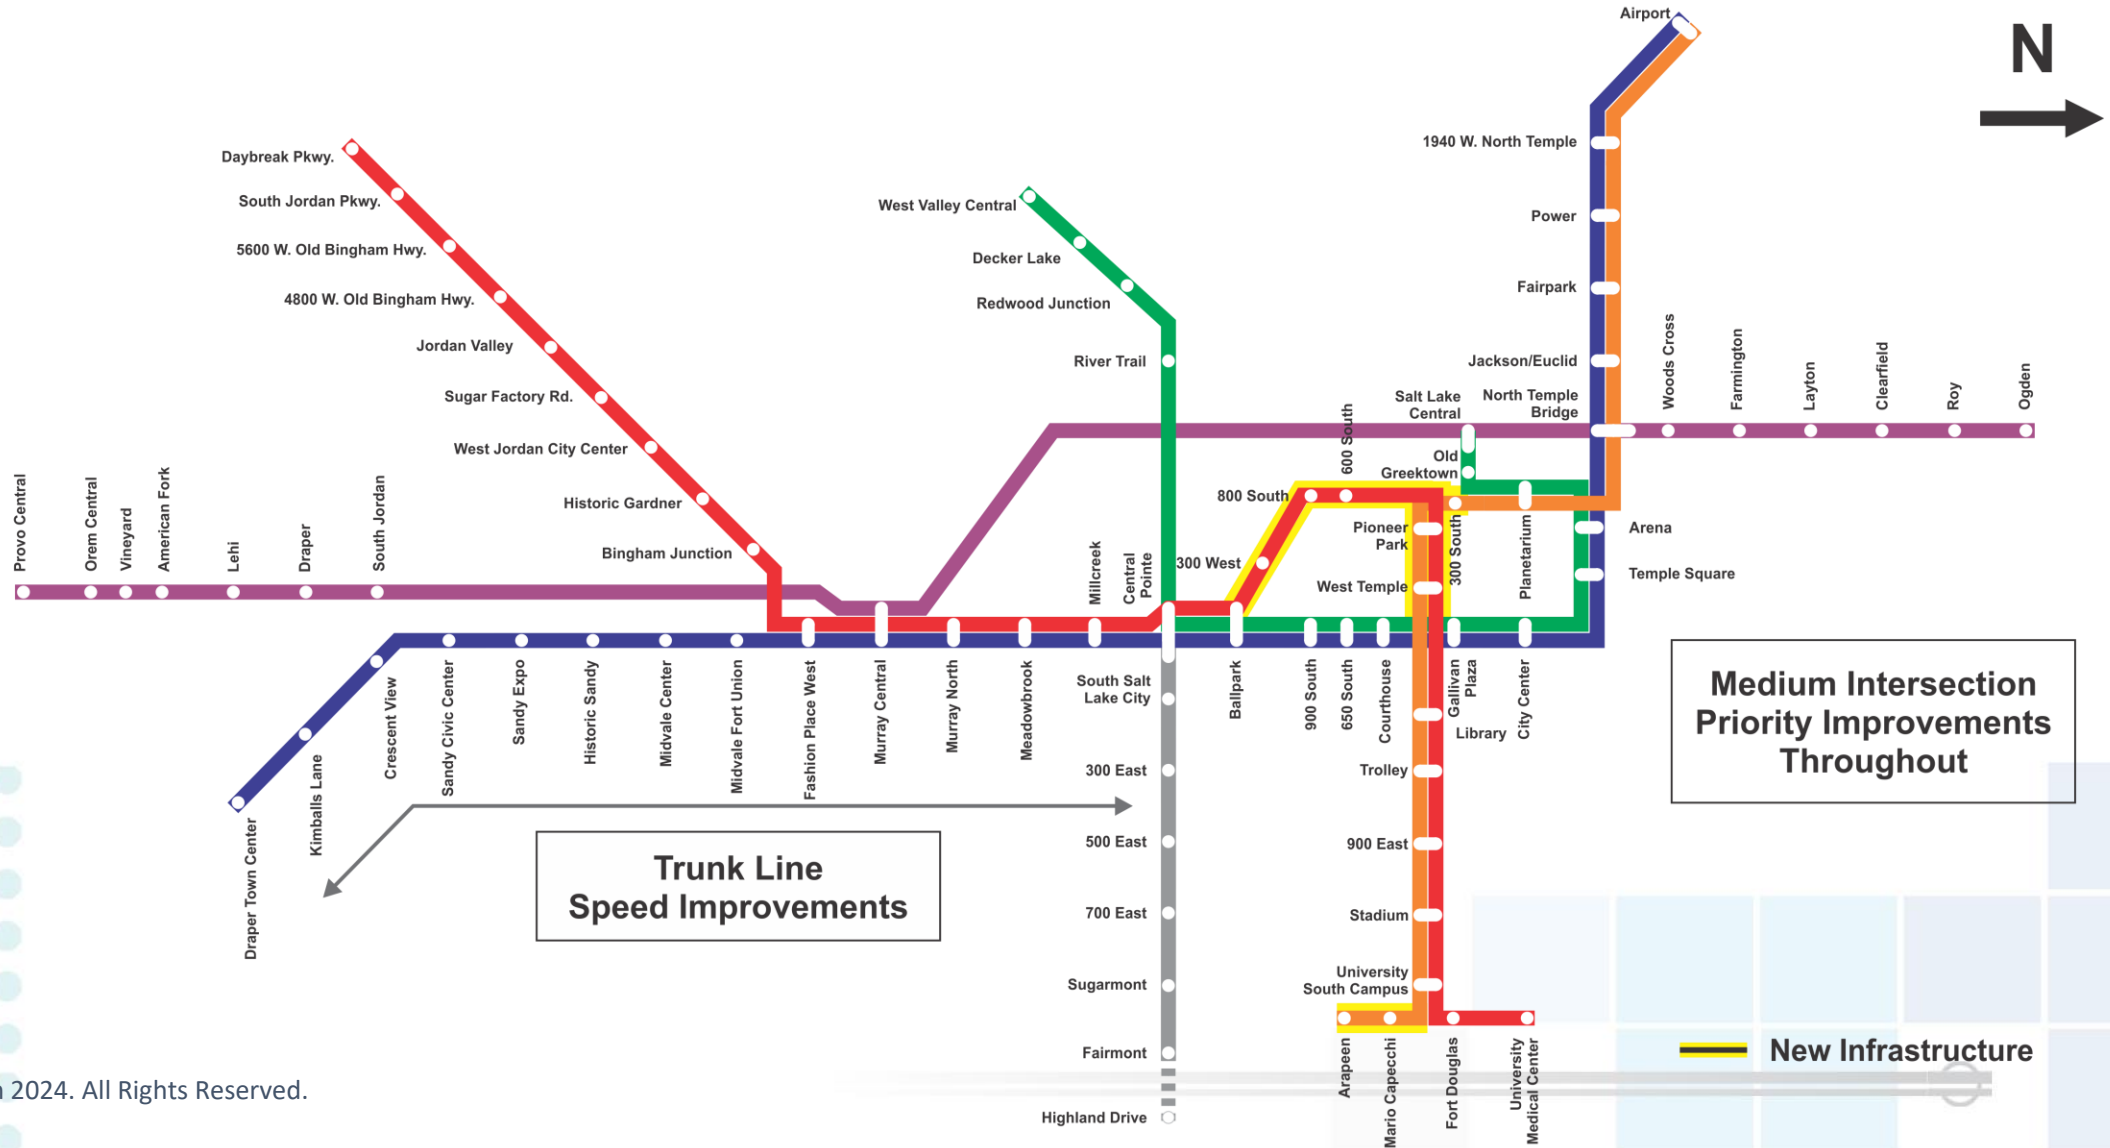 Airport
N
1940 W. North Temple
Power
Fairpark
Jackson/Euclid
North Temple
Bridge
Salt Lake
Central
Old
Greektown
Woods Cross
Farmington
Layton
Clearfield
Roy
Ogden
Daybreak Pkwy.
South Jordan Pkwy.
5600 W. Old Bingham Hwy.
4800 W. Old Bingham Hwy.
Jordan Valley
Sugar Factory Rd.
West Jordan City Center
Historic Gardner
Bingham Junction
West Valley Central
Decker Lake
Redwood Junction
River Trail
Provo Central
Orem Central
Vineyard
American Fork
Lehi
Draper
South Jordan
Millcreek
Central
Pointe
600 South
800 South
300 West
Pioneer
Park
300 South
West Temple
Planetarium
Arena
Temple Square
Draper Town Center
Kimballs Lane
Crescent View
Sandy Civic Center
Sandy Expo
Historic Sandy
Midvale Center
Midvale Fort Union
Fashion Place West
Murray Central
Murray North
Meadowbrook
South Salt
Lake City
Ballpark
900 South
650 South
Courthouse
Gallivan
Plaza
City Center
Library
Trolley
900 East
Stadium
University
South Campus
300 East
500 East
700 East
Sugarmont
Fairmont
Highland Drive
Arapeen
Mario Capecchi
Fort Douglas
University
Medical Center
Medium Intersection
Priority Improvements
Throughout
Trunk Line
Speed Improvements
New Infrastructure
2024. All Rights Reserved.